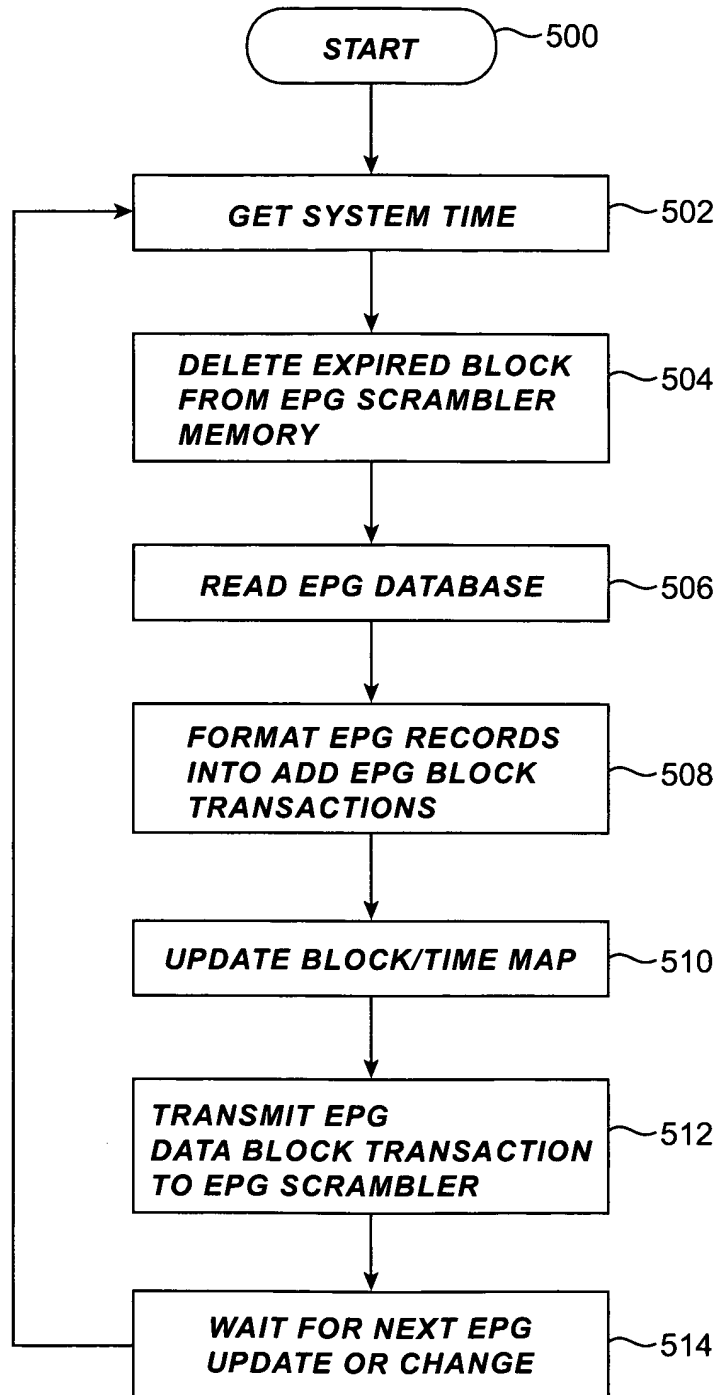 START
500
GET SYSTEM TIME
502
DELETE EXPIRED BLOCK
FROM EPG SCRAMBLER
MEMORY
504
READ EPG DATABASE
506
FORMAT EPG RECORDS
INTO ADD EPG BLOCK
TRANSACTIONS
508
UPDATE BLOCK/TIME MAP
510
TRANSMIT EPG
DATA BLOCK TRANSACTION
TO EPG SCRAMBLER
512
WAIT FOR NEXT EPG
UPDATE OR CHANGE
514